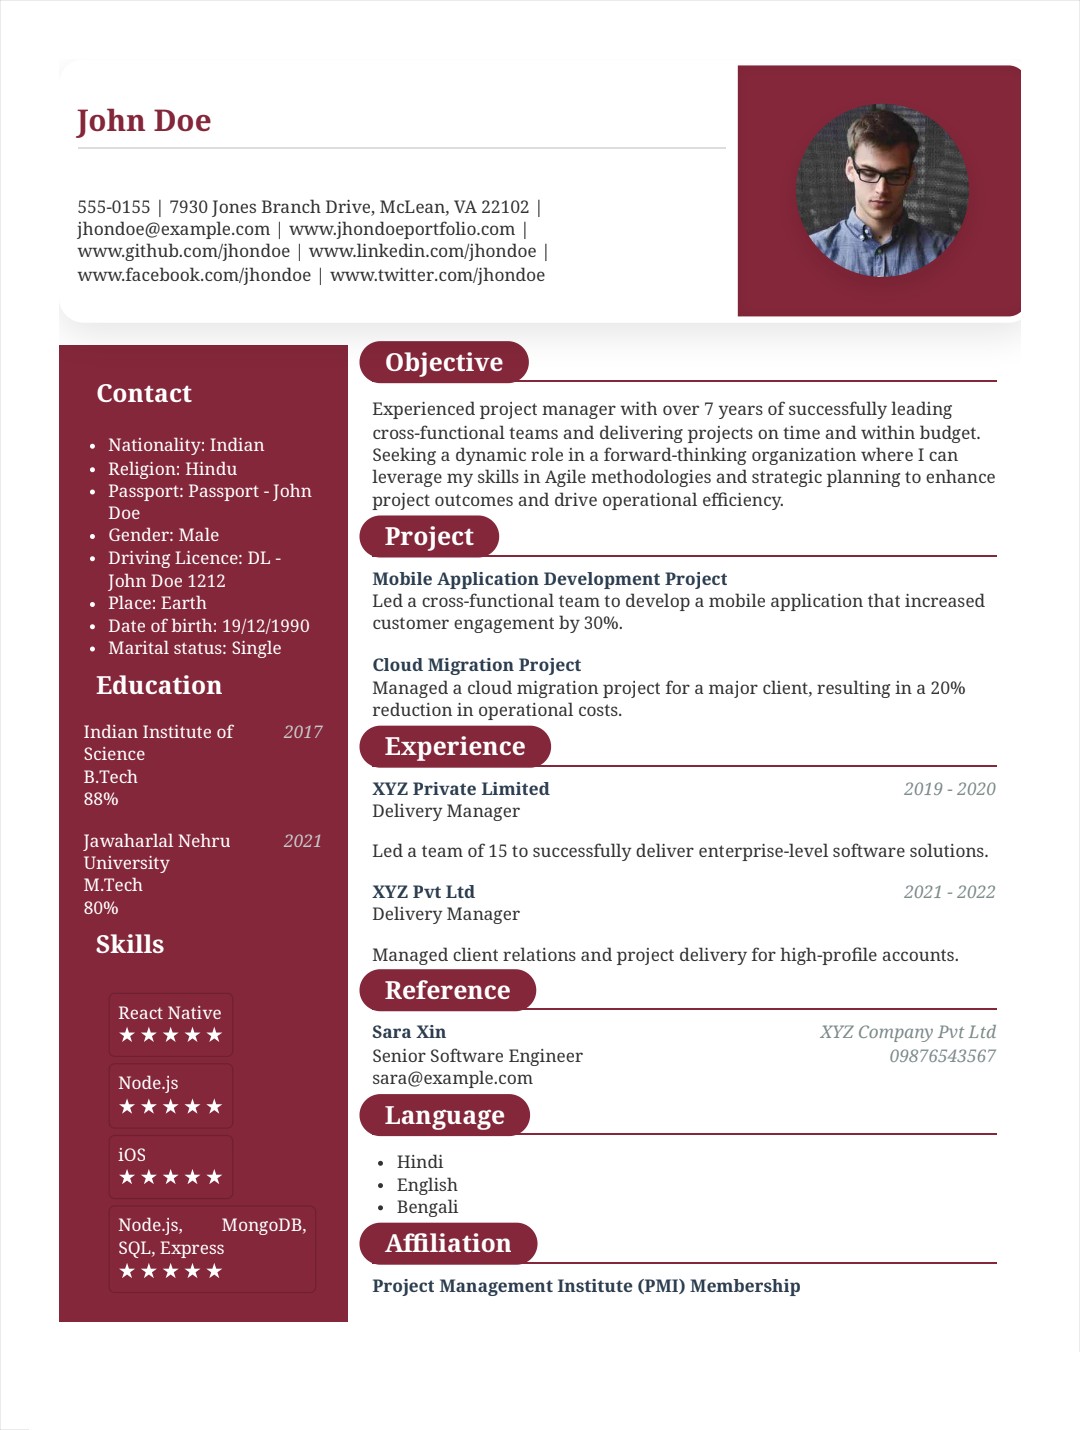 John Doe
555-0155 | 7930 Jones Branch Drive, McLean, VA 22102 |
jhondoe@example.com | www.jhondoeportfolio.com |
www.github.com/jhondoe | www.linkedin.com/jhondoe |
www.facebook.com/jhondoe | www.twitter.com/jhondoe
Contact
• Nationality: Indian
• Religion: Hindu
• Passport: Passport - John
Doe
• Gender: Male
• Driving Licence: DL -
John Doe 1212
• Place: Earth
• Date of birth: 19/12/1990
• Marital status: Single
Education
Indian Institute of 2017
Science
B.Tech
88%
Jawaharlal Nehru 2021
University
M.Tech
80%
Skills
React Native
★★★★★
Node.js
★★★★★
iOS
★★★★★
Node.js, MongoDB,
SQL, Express
★★★★★
Objective
Experienced project manager with over 7 years of successfully leading
cross-functional teams and delivering projects on time and within budget.
Seeking a dynamic role in a forward-thinking organization where I can
leverage my skills in Agile methodologies and strategic planning to enhance
project outcomes and drive operational efficiency.
Project
Mobile Application Development Project
Led a cross-functional team to develop a mobile application that increased
customer engagement by 30%.
Cloud Migration Project
Managed a cloud migration project for a major client, resulting in a 20%
reduction in operational costs.
Experience
XYZ Private Limited 2019 - 2020
Delivery Manager
Led a team of 15 to successfully deliver enterprise-level software solutions.
XYZ Pvt Ltd 2021 - 2022
Delivery Manager
Managed client relations and project delivery for high-profile accounts.
Reference
Sara Xin XYZ Company Pvt Ltd
Senior Software Engineer 09876543567
sara@example.com
Language
• Hindi
• English
• Bengali
Affiliation
Project Management Institute (PMI) Membership